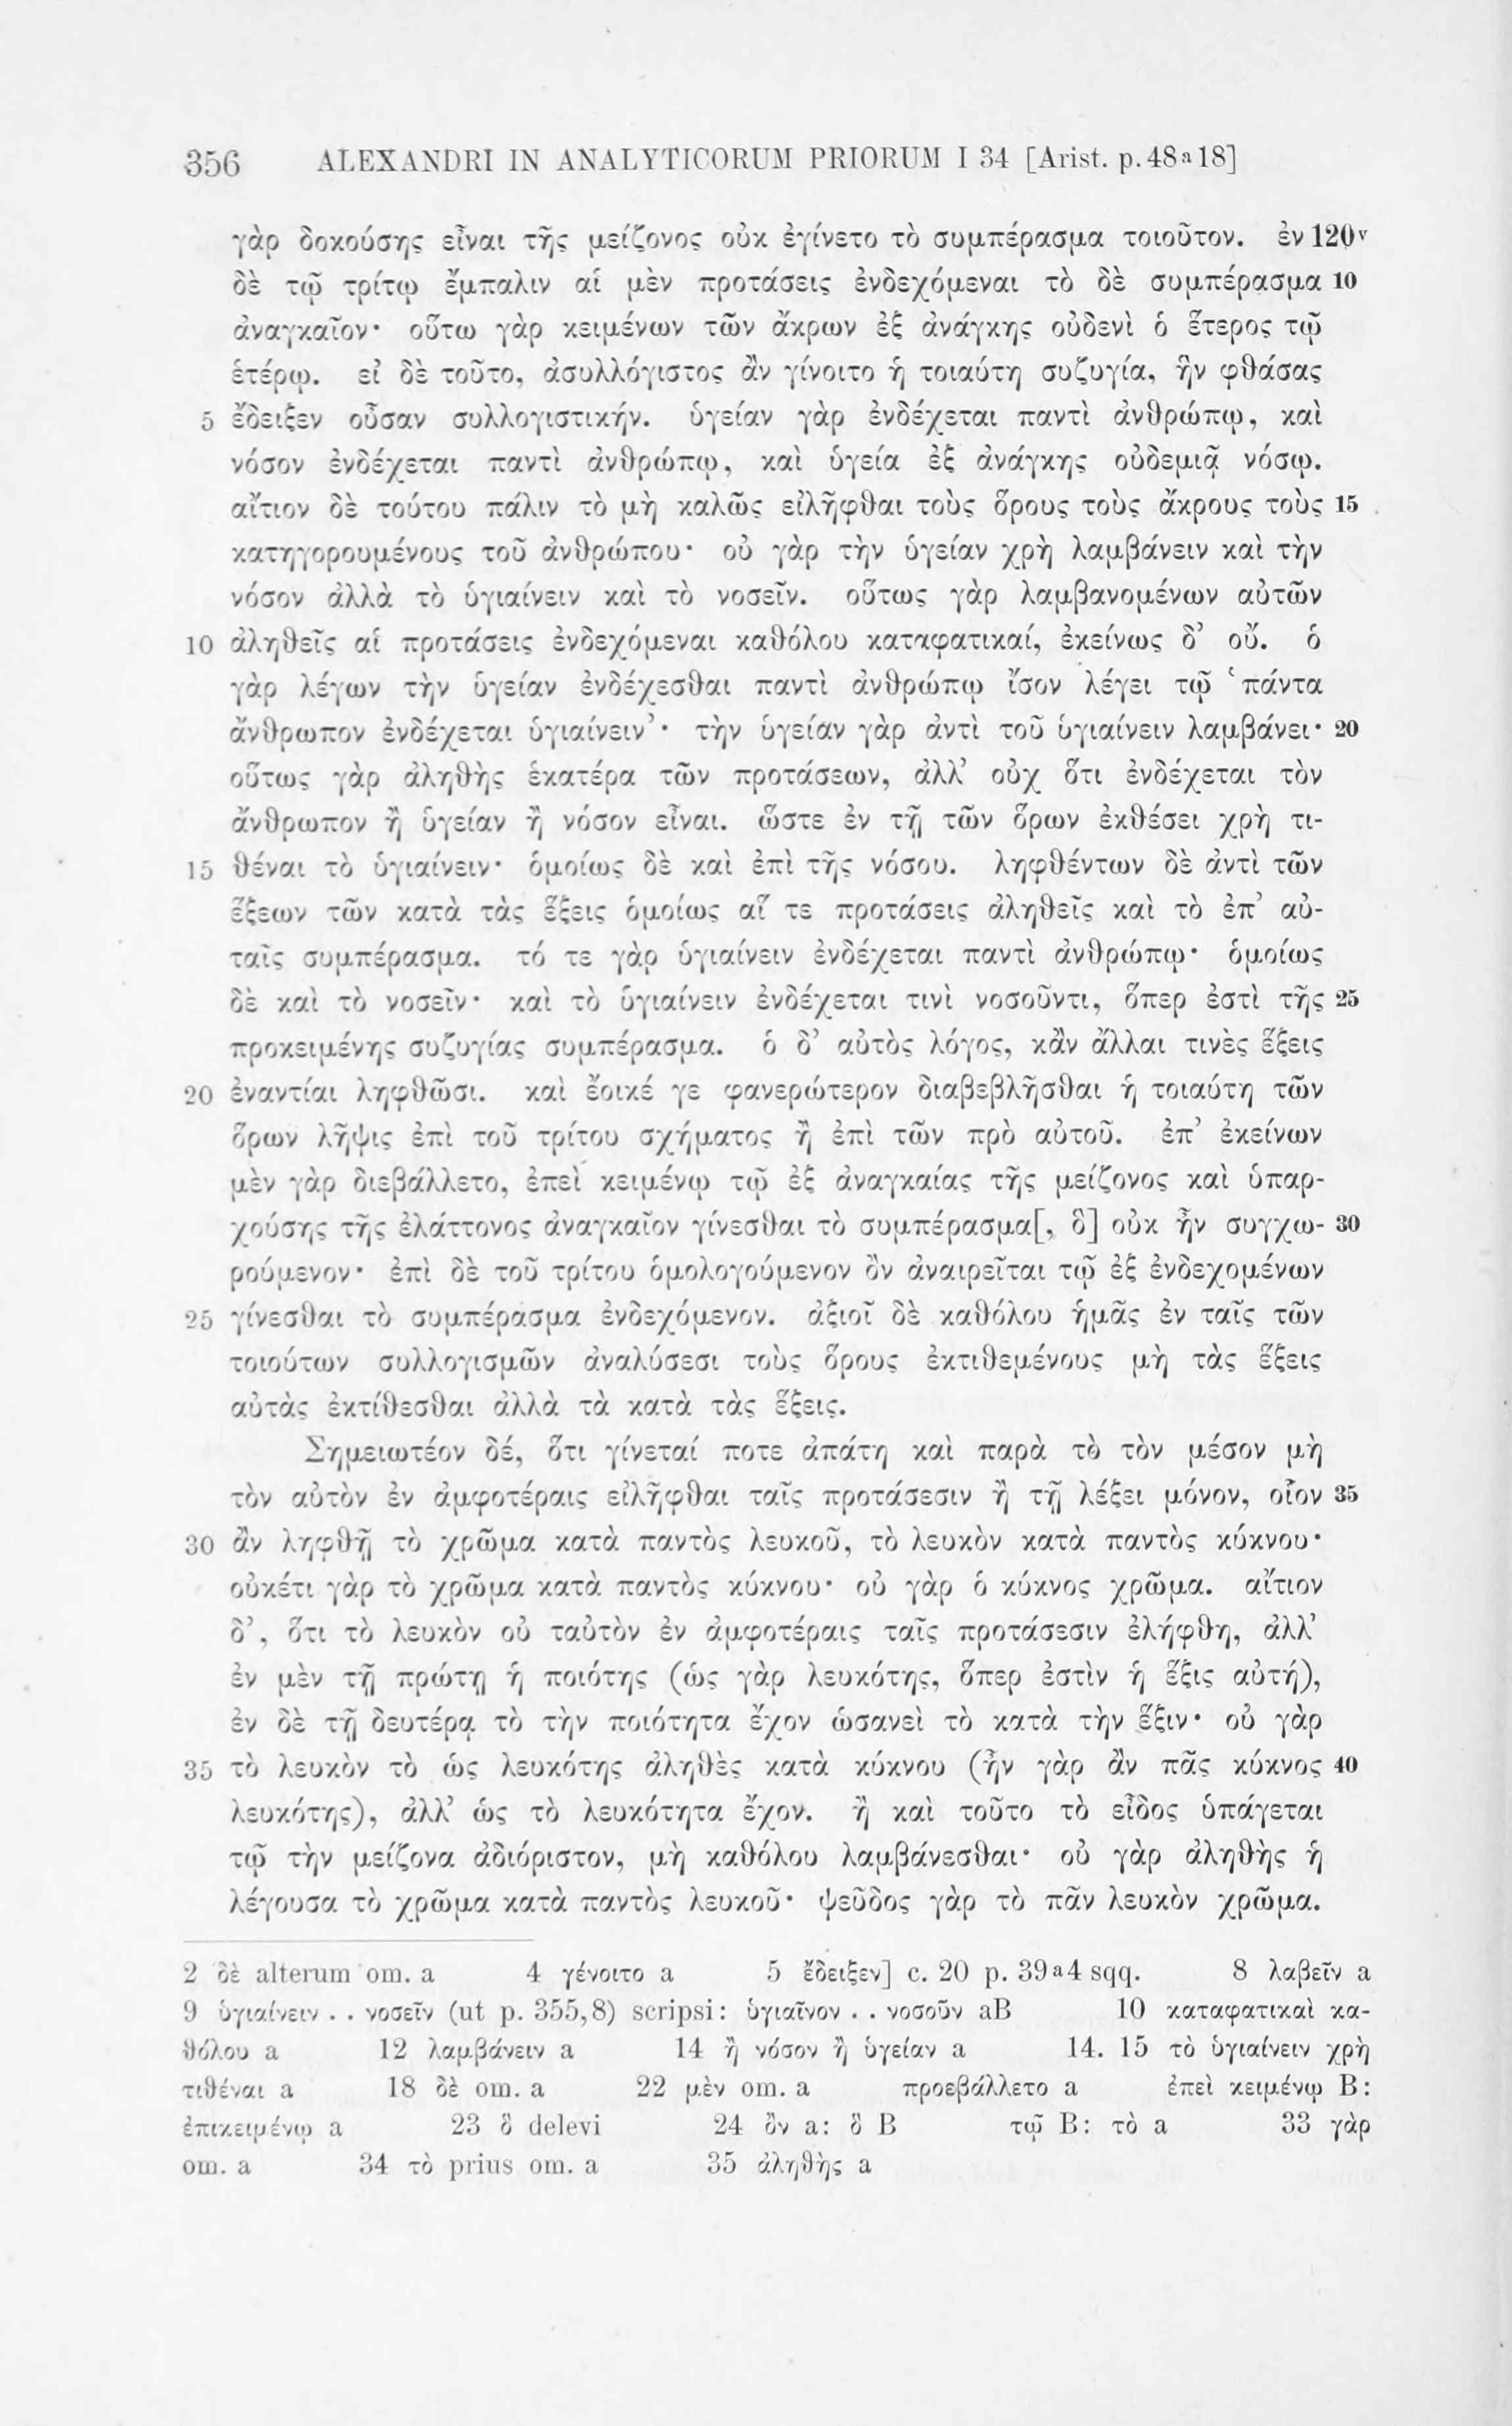 356 ALEXANDRI IN ANALYTICORUM PRIORUM I 34 [Arist. p.48a18]
γὰρ δοκούσης εἶναι τῆς μείζονος οὐκ ἐγίνετο τὸ συμπέρασμα τοιοῦτον. ἐν 120v
δὲ τῷ τρίτῳ ἔμπαλιν αἱ μὲν προτάσεις ἐνδεχόμεναι τὸ δὲ συμπέρασμα 10
ἀναγκαῖον· οὕτω γὰρ κειμένων τῶν ἄκρων ἐξ ἀνάγκης οὐδενὶ ὁ ἕτερος τῷ
ἑτέρῳ. εἰ δὲ τοῦτο, ἀσυλλόγιστος ἂν γίνοιτο ἡ τοιαύτη συζυγία, ἣν φθάσας
5 ἔδειξεν οὖσαν συλλογιστικήν. ὑγείαν γὰρ ἐνδέχεται παντὶ ἀνθρώπῳ, καὶ
νόσον ἐνδέχεται παντὶ ἀνθρώπῳ, καὶ ὑγεία ἐξ ἀνάγκης οὐδεμιᾷ νόσῳ.
αἴτιον δὲ τούτου πάλιν τὸ μὴ καλῶς εἰλῆφθαι τοὺς ὅρους τοὺς ἄκρους τοὺς 15
κατηγορουμένους τοῦ ἀνθρώπου· οὐ γὰρ τὴν ὑγείαν χρὴ λαμβάνειν καὶ τὴν
νόσον ἀλλὰ τὸ ὑγιαίνειν καὶ τὸ νοσεῖν. οὕτως γὰρ λαμβανομένων αὐτῶν
10 ἀληθεῖς αἱ προτάσεις ἐνδεχόμεναι καθόλου καταφατικαί, ἐκείνως δ’ οὔ. ὁ
γὰρ λέγων τὴν ὑγείαν ἐνδέχεσθαι παντὶ ἀνθρώπῳ ἴσον λέγει τῷ ‘πάντα
ἄνθρωπον ἐνδέχεται ὑγιαίνειν’· τὴν ὑγείαν γὰρ ἀντὶ τοῦ ὑγιαίνειν λαμβάνει· 20
οὕτως γὰρ ἀληθὴς ἑκατέρα τῶν προτάσεων, ἀλλ’ οὐχ ὅτι ἐνδέχεται τὸν
ἄνθρωπον ἢ ὑγείαν ἢ νόσον εἶναι. ὥστε ἐν τῇ τῶν ὅρων ἐκθέσει χρὴ τι-
15 θέναι τὸ ὑγιαίνειν· ὁμοίως δὲ καὶ ἐπὶ τῆς νόσου. ληφθέντων δὲ ἀντὶ τῶν
ἕξεων τῶν κατὰ τὰς ἕξεις ὁμοίως αἵ τε προτάσεις ἀληθεῖς καὶ τὸ ἐπ’ αὐ-
ταῖς συμπέρασμα. τό τε γὰρ ὑγιαίνειν ἐνδέχεται παντὶ ἀνθρώπῳ· ὁμοίως
δὲ καὶ τὸ νοσεῖν· καὶ τὸ ὑγιαίνειν ἐνδέχεται τινὶ νοσοῦντι, ὅπερ ἐστὶ τῆς 25
προκειμένης συζυγίας συμπέρασμα. ὁ δ’ αὐτὸς λόγος, κἂν ἄλλαι τινὲς ἕξεις
20 ἐναντίαι ληφθῶσι. καὶ ἔοικέ γε φανερώτερον διαβεβλῆσθαι ἡ τοιαύτη τῶν
ὅρων λῆψις ἐπὶ τοῦ τρίτου σχήματος ἢ ἐπὶ τῶν πρὸ αὐτοῦ. ἐπ’ ἐκείνων
μὲν γὰρ διεβάλλετο, ἐπεὶ κειμένῳ τῷ ἐξ ἀναγκαίας τῆς μείζονος καὶ ὑπαρ-
χούσης τῆς ἐλάττονος ἀναγκαῖον γίνεσθαι τὸ συμπέρασμα[, ὃ] οὐκ ἦν συγχω- 30
ρούμενον· ἐπὶ δὲ τοῦ τρίτου ὁμολογούμενον ὂν ἀναιρεῖται τῷ ἐξ ἐνδεχομένων
25 γίνεσθαι τὸ συμπέρασμα ἐνδεχόμενον. ἀξιοῖ δὲ καθόλου ἡμᾶς ἐν ταῖς τῶν
τοιούτων συλλογισμῶν ἀναλύσεσι τοὺς ὅρους ἐκτιθεμένους μὴ τὰς ἕξεις
αὐτὰς ἐκτίθεσθαι ἀλλὰ τὰ κατὰ τὰς ἕξεις.
Σημειωτέον δέ, ὅτι γίνεταί ποτε ἀπάτη καὶ παρὰ τὸ τὸν μέσον μὴ
τὸν αὐτὸν ἐν ἀμφοτέραις εἰλῆφθαι ταῖς προτάσεσιν ἢ τῇ λέξει μόνον, οἷον 35
30 ἂν ληφθῇ τὸ χρῶμα κατὰ παντὸς λευκοῦ, τὸ λευκὸν κατὰ παντὸς κύκνου·
οὐκέτι γὰρ τὸ χρῶμα κατὰ παντὸς κύκνου· οὐ γὰρ ὁ κύκνος χρῶμα. αἴτιον
δ’, ὅτι τὸ λευκὸν οὐ ταὐτὸν ἐν ἀμφοτέραις ταῖς προτάσεσιν ἐλήφθη, ἀλλ’
ἐν μὲν τῇ πρώτῃ ἡ ποιότης (ὡς γὰρ λευκότης, ὅπερ ἐστὶν ἡ ἕξις αὐτή),
ἐν δὲ τῇ δευτέρᾳ τὸ τὴν ποιότητα ἔχον ὡσανεὶ τὸ κατὰ τὴν ἕξιν· οὐ γὰρ
35 τὸ λευκὸν τὸ ὡς λευκότης ἀληθὲς κατὰ κύκνου (ἦν γὰρ ἂν πᾶς κύκνος 40
λευκότης), ἀλλ’ ὡς τὸ λευκότητα ἔχον. ἢ καὶ τοῦτο τὸ εἶδος ὑπάγεται
τῷ τὴν μείζονα ἀδιόριστον, μὴ καθόλου λαμβάνεσθαι· οὐ γὰρ ἀληθὴς ἡ
λέγουσα τὸ χρῶμα κατὰ παντὸς λευκοῦ· ψεῦδος γὰρ τὸ πᾶν λευκὸν χρῶμα.
2 δὲ alterum om. a 4 γένοιτο a 5 ἔδειξεν] c. 20 p. 39a4 sqq. 8 λαβεῖν a
9 ὑγιαίνειν . . νοσεῖν (ut p. 355,8) scripsi: ὑγιαῖνον . . νοσοῦν aB 10 καταφατικαὶ κα-
θόλου a 12 λαμβάνειν a 14 ἢ νόσον ἢ ὑγείαν a 14. 15 τὸ ὑγιαίνειν χρὴ
τιθέναι a 18 δὲ om. a 22 μὲν om. a προεβάλλετο a ἐπεὶ κειμένῳ B:
ἐπικειμένῳ a 23 ὃ delevi 24 ὂν a: ὃ B τῷ B: τὸ a 33 γὰρ
om. a 34 τὸ prius om. a 35 ἀληθὴς a